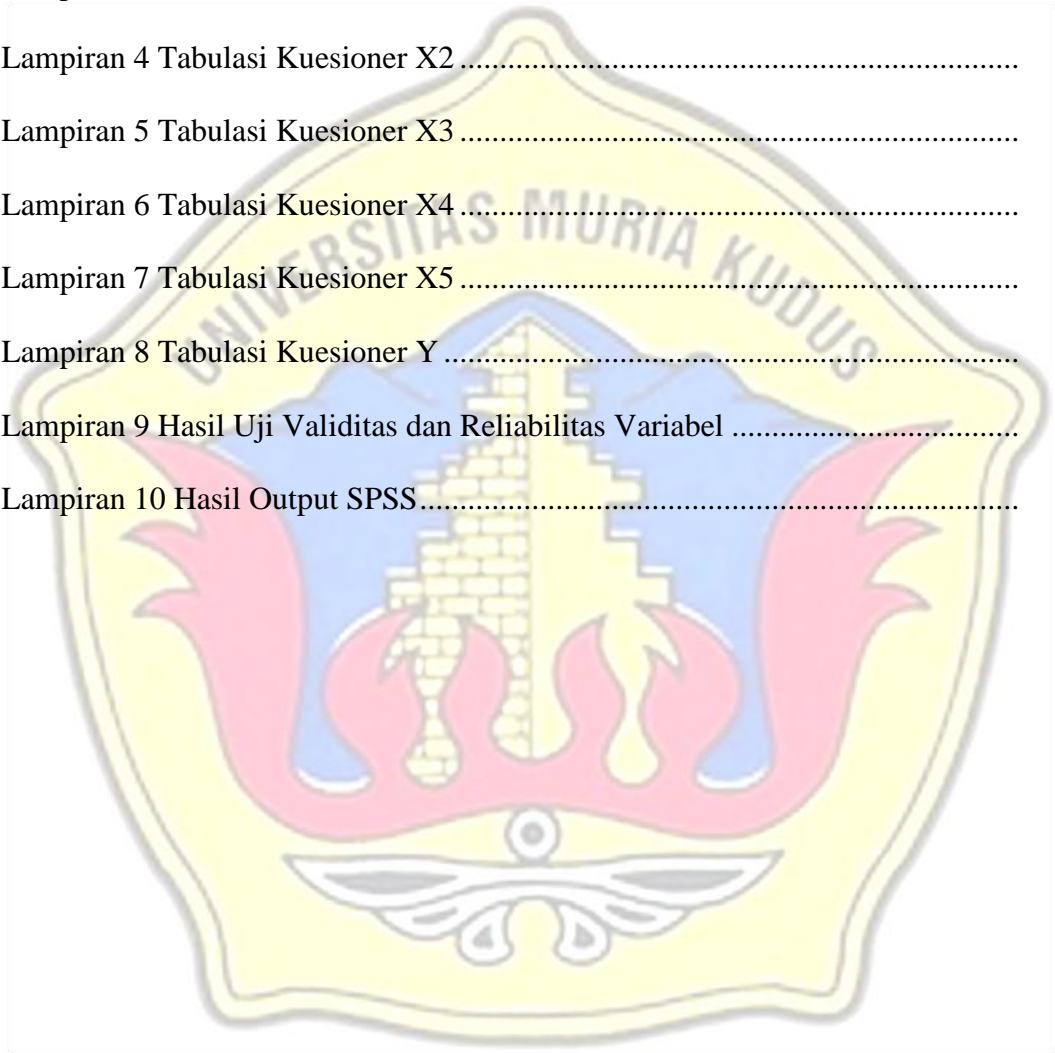 Lampiran 4 Tabulasi Kuesioner X2 ............................................................
Lampiran 5 Tabulasi Kuesioner X3 ............................................................
Lampiran 6 Tabulasi Kuesioner X4 ............................................................
UNIVERSITAS MURIA KUDUS
Lampiran 7 Tabulasi Kuesioner X5 ............................................................
Lampiran 8 Tabulasi Kuesioner Y ..............................................................
Lampiran 9 Hasil Uji Validitas dan Reliabilitas Variabel ...............................
Lampiran 10 Hasil Output SPSS................................................................